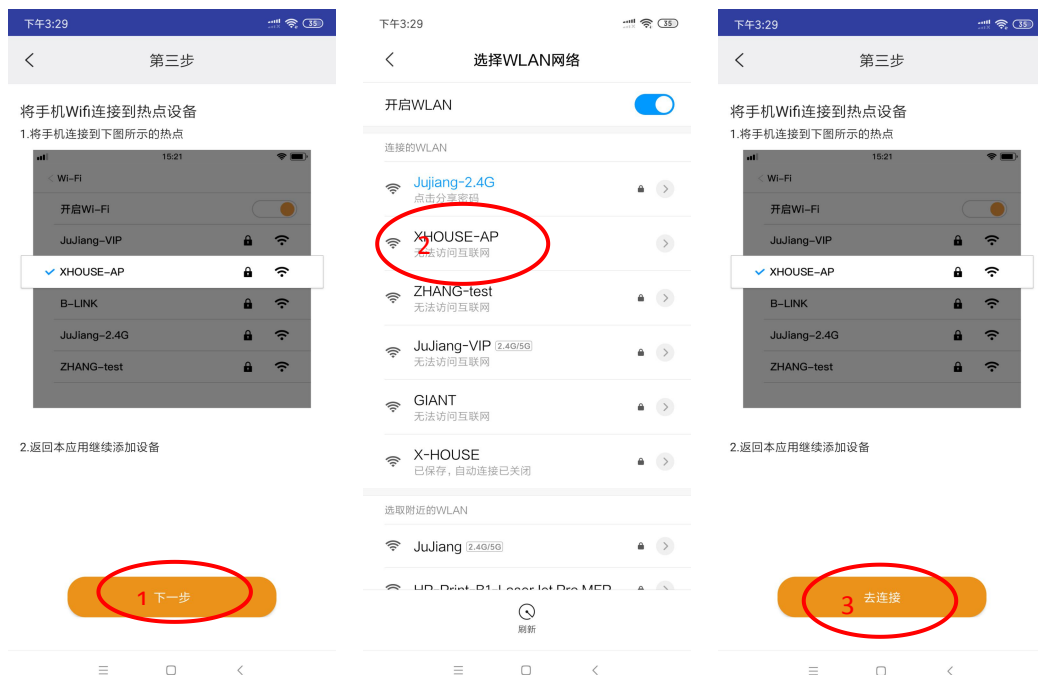 下午3:29
35
第三步
将手机Wifi连接到热点设备
1.将手机连接到下图所示的热点
15:21
Wi-Fi
开启Wi-Fi
JuJiang-VIP
XHOUSE-AP
B-LINK
JuJiang-2.4G
ZHANG-test
2.返回本应用继续添加设备
1 下一步
下午3:29
35
选择WLAN网络
开启WLAN
连接的WLAN
Jujiang-2.4G
点击分享密码
XHOUSE-AP
2
无法访问互联网
ZHANG-test
无法访问互联网
JuJiang-VIP 2.4G/5G
无法访问互联网
GIANT
无法访问互联网
X-HOUSE
已保存，自动连接已关闭
选取附近的WLAN
JuJiang 2.4G/5G
HP-Print-B1-LaserJet Pro MFP
刷新
下午3:29
35
第三步
将手机Wifi连接到热点设备
1.将手机连接到下图所示的热点
15:21
Wi-Fi
开启Wi-Fi
JuJiang-VIP
XHOUSE-AP
B-LINK
JuJiang-2.4G
ZHANG-test
2.返回本应用继续添加设备
3 去连接